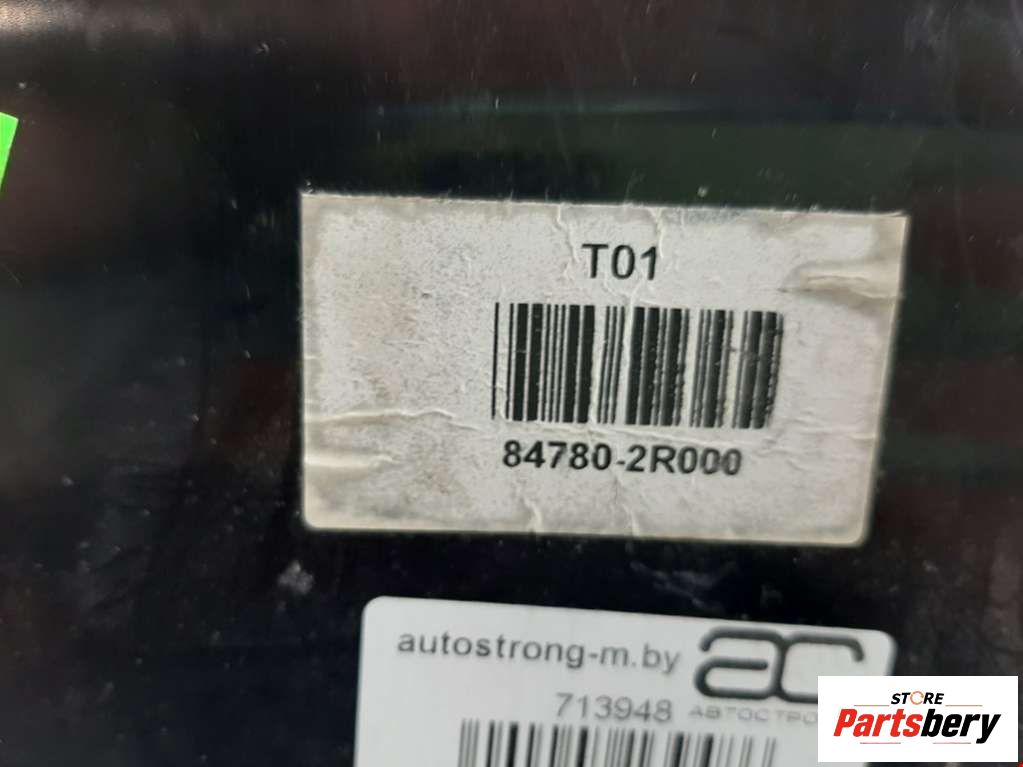 T01
84780-2R000
autostrong-m.by
713948
STORE
Partsbery